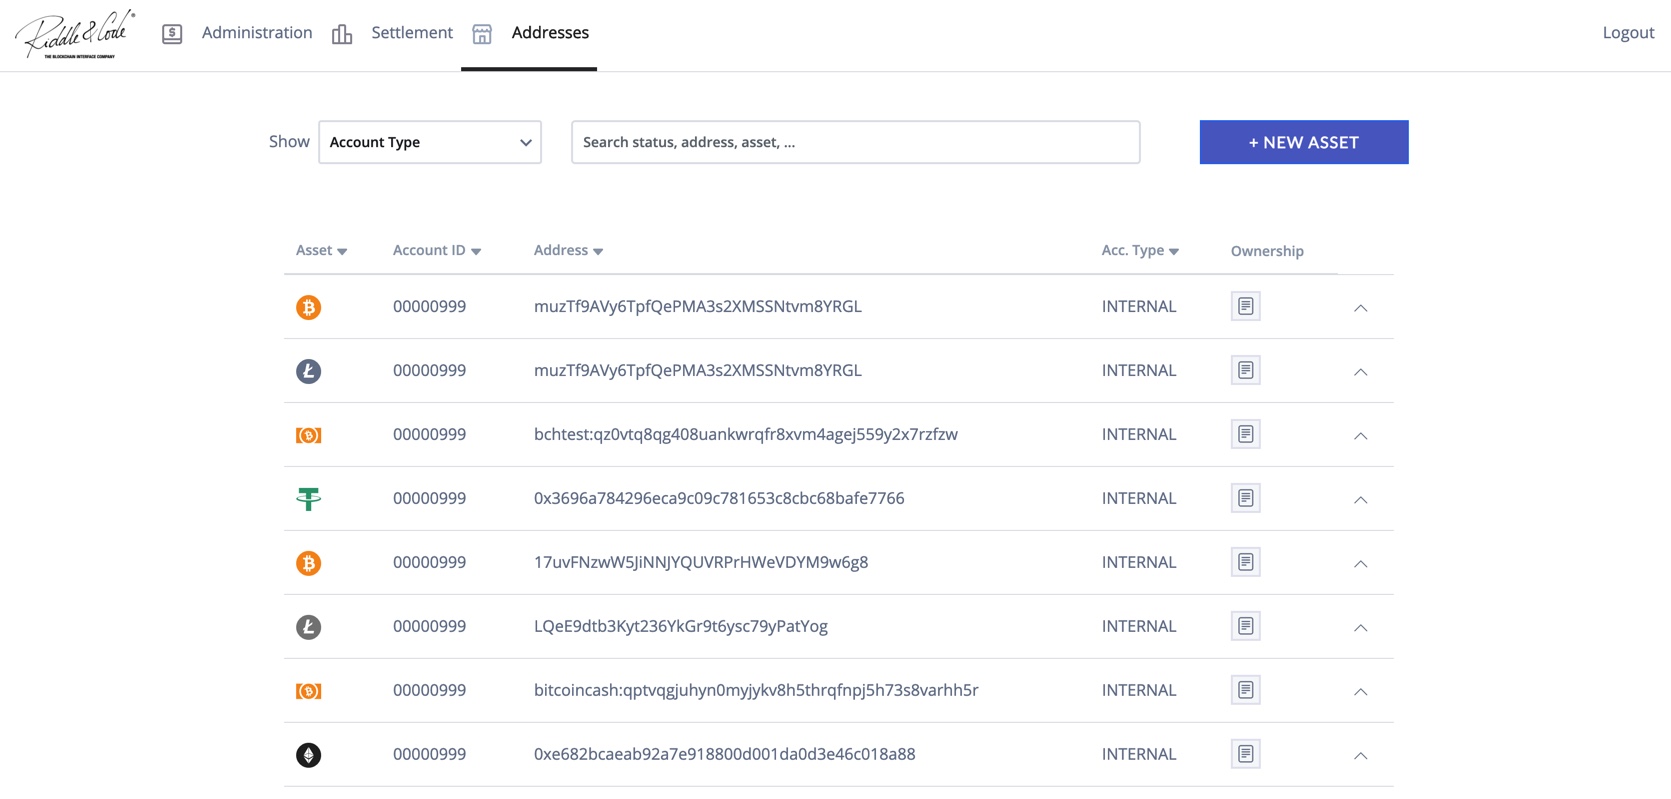 Riddle & Code
THE BLOCKCHAIN INTERFACE COMPANY
Administration Settlement Addresses Logout
Show Account Type Search status, address, asset, ... + NEW ASSET
Asset Account ID Address Acc. Type Ownership
00000999 muzTf9AVy6TpfQePMA3s2XMSSNtvm8YRGL INTERNAL
00000999 muzTf9AVy6TpfQePMA3s2XMSSNtvm8YRGL INTERNAL
00000999 bchtest:qz0vtq8qg408uankwrqfr8xvm4agej559y2x7rzfzw INTERNAL
00000999 0x3696a784296eca9c09c781653c8cbc68bafe7766 INTERNAL
00000999 17uvFNzwW5JiNNJYQUVRPrHWeVDYM9w6g8 INTERNAL
00000999 LQeE9dtb3Kyt236YkGr9t6ysc79yPatYog INTERNAL
00000999 bitcoincash:qptvqgjuhyn0myjykv8h5thrqfnpj5h73s8varhh5r INTERNAL
00000999 0xe682bcaeab92a7e918800d001da0d3e46c018a88 INTERNAL